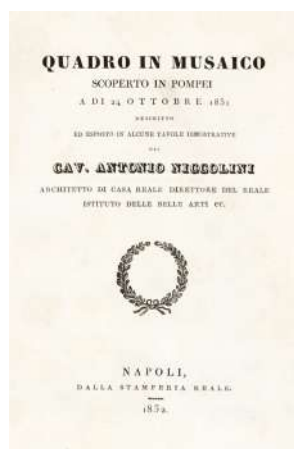 QUADRO IN MUSAICO
SCOPERTO IN POMPEI
A DI 24 OTTOBRE 1831
DESCRITTO
ED ESPOSTO IN ALCUNE TAVOLE DIMOSTRATIVE
DAL
CAV. ANTONIO NICCOLINI
ARCHITETTO DI CASA REALE DIRETTORE DEL REALE
ISTITUTO DELLE BELLE ARTI EC.
NAPOLI,
DALLA STAMPERIA REALE.
1832.